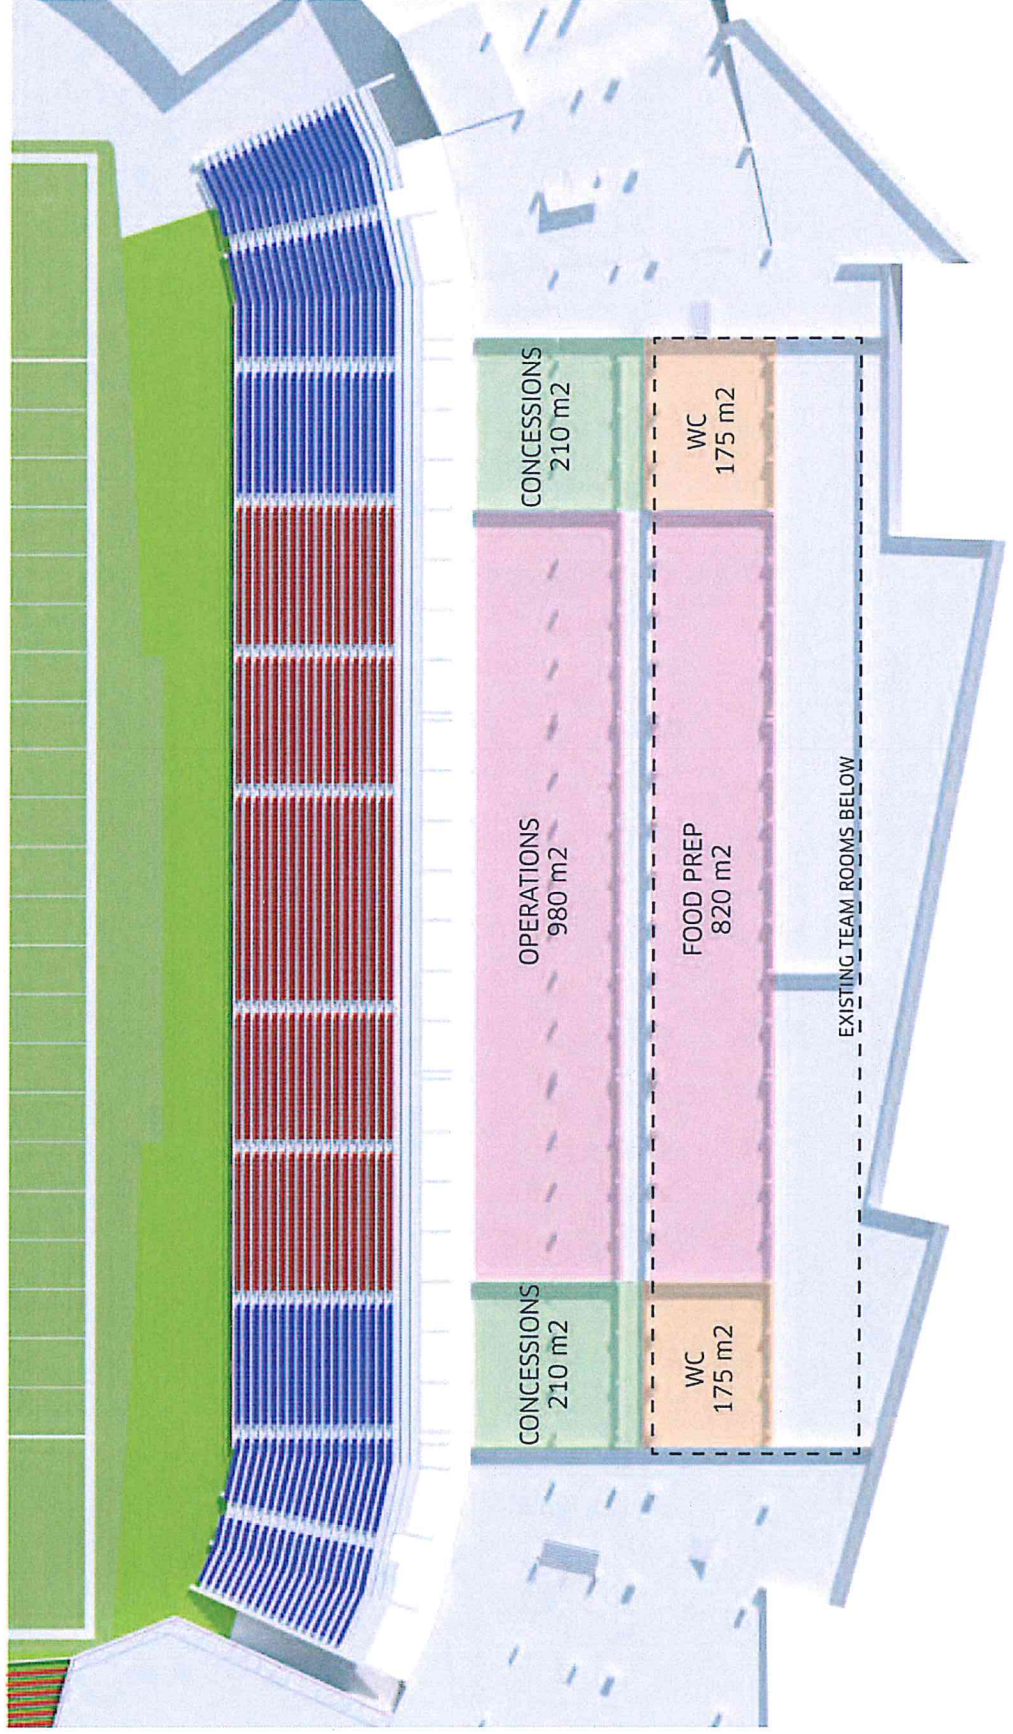 CONCESSIONS
210 m2
OPERATIONS
980 m2
CONCESSIONS
210 m2
WC
175 m2
FOOD PREP
820 m2
WC
175 m2
EXISTING TEAM ROOMS BELOW